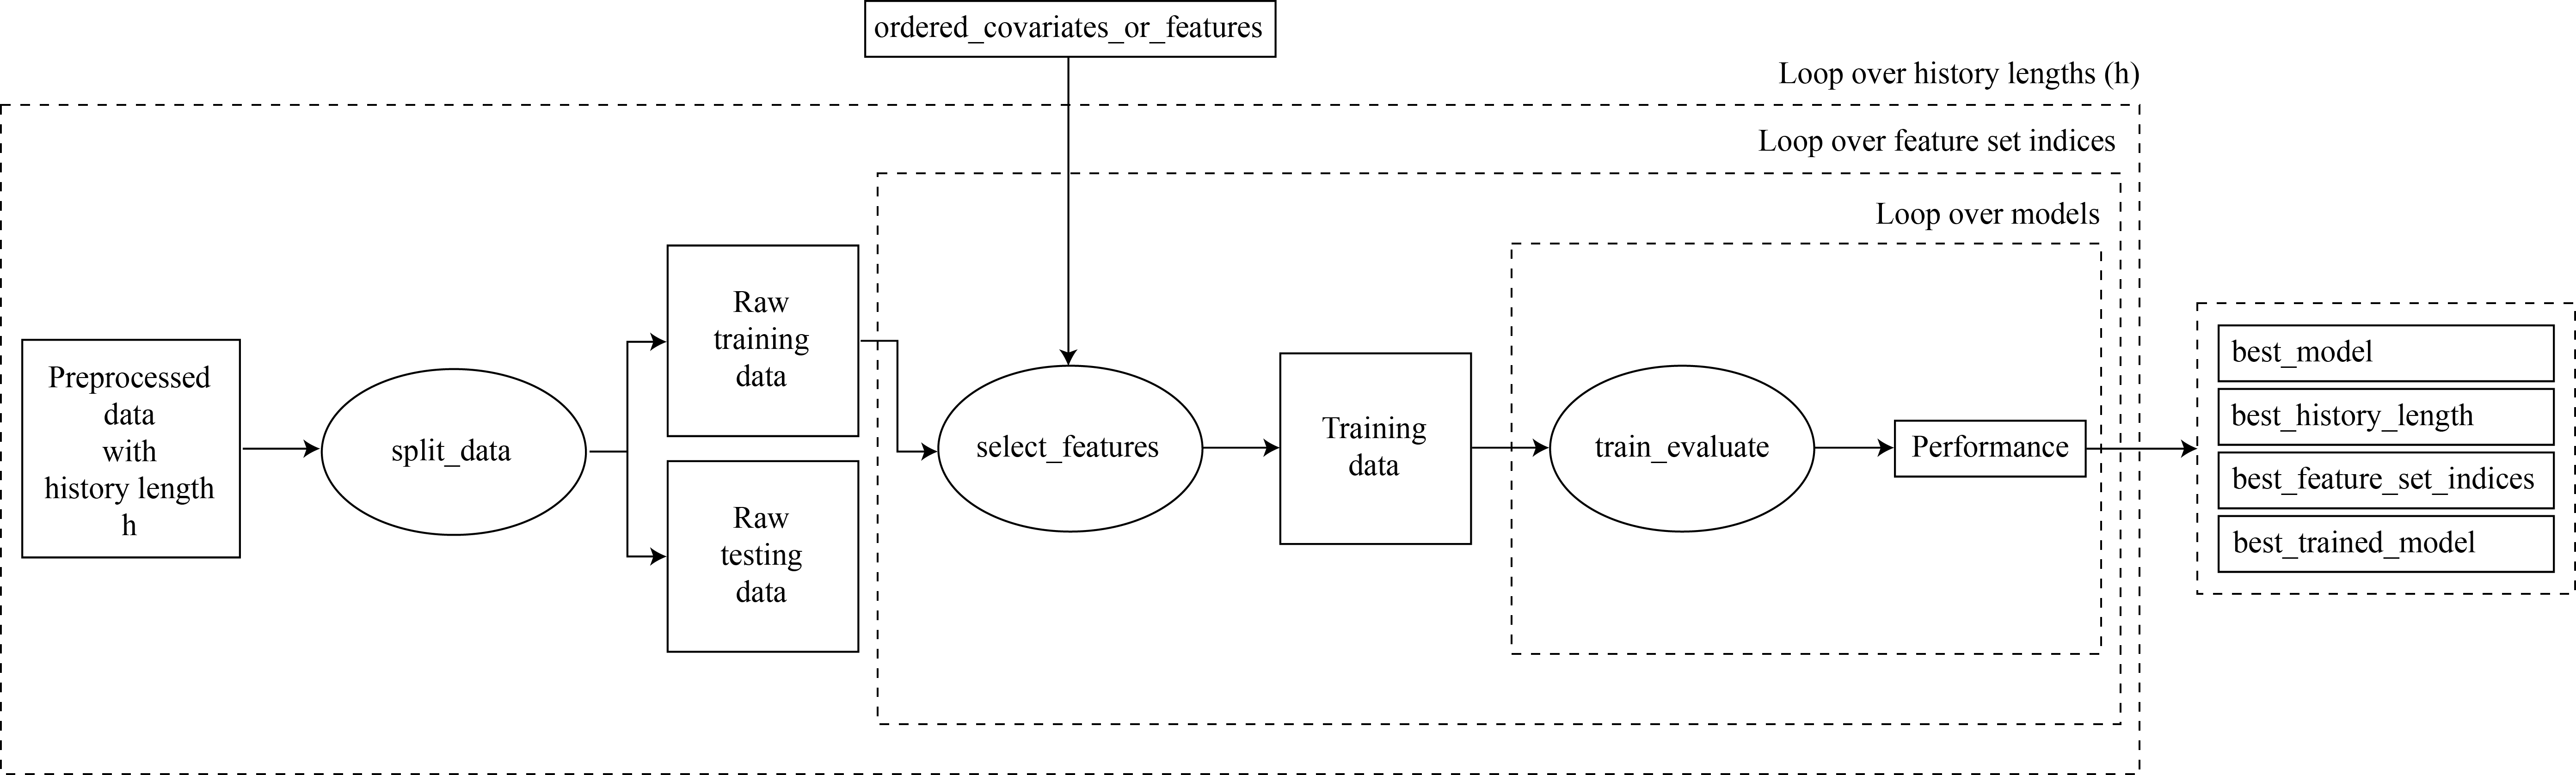 ordered_covariates_or_features
Loop over history lengths (h)
Loop over feature set indices
Loop over models
Preprocessed
data
with
history length
h
split_data
Raw
training
data
Raw
testing
data
select_features
Training
data
train_evaluate
Performance
best_model
best_history_length
best_feature_set_indices
best_trained_model